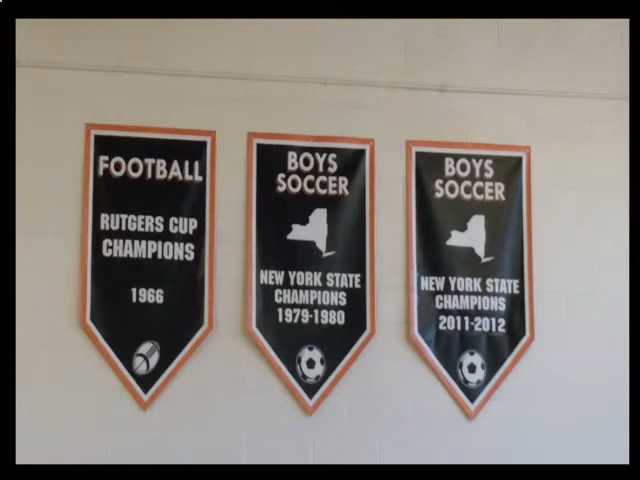 FOOTBALL
RUTGERS CUP
CHAMPIONS
1966
BOYS
SOCCER
NEW YORK STATE
CHAMPIONS
1979-1980
BOYS
SOCCER
NEW YORK STATE
CHAMPIONS
2011-2012